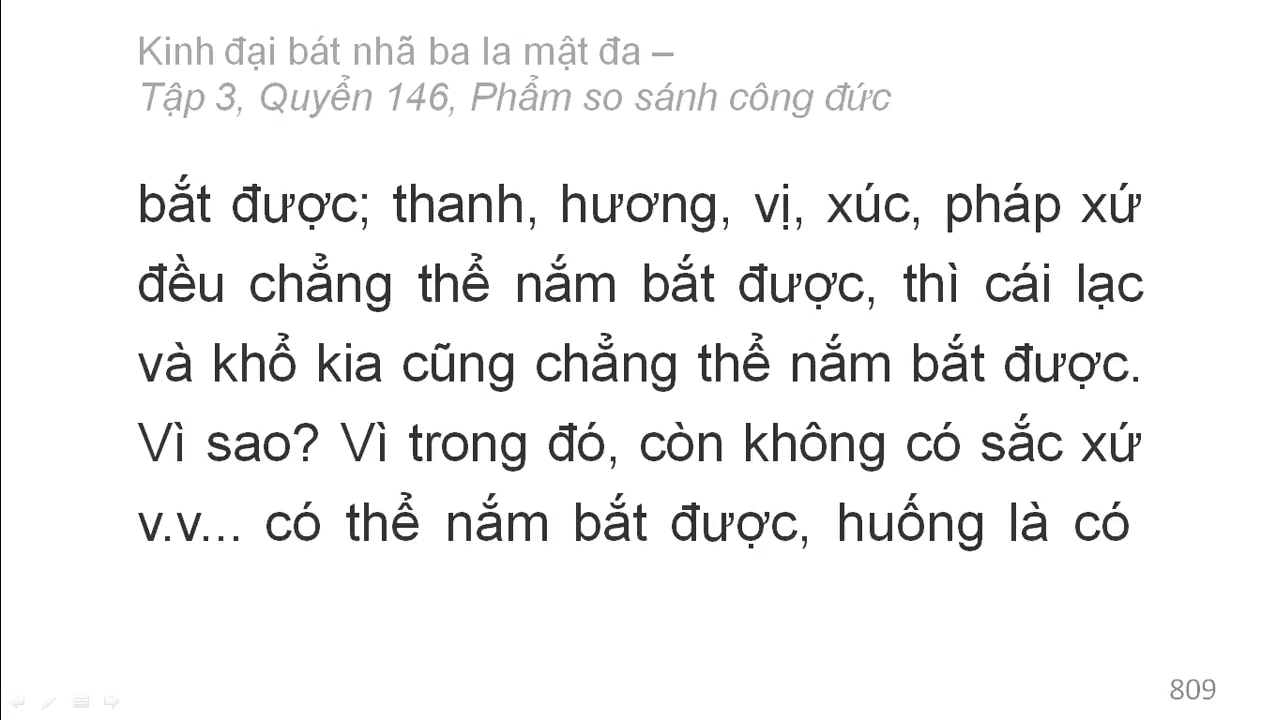 Kinh đại bát nhã ba la mật đa –
Tập 3, Quyển 146, Phẩm so sánh công đức
bắt được; thanh, hương, vị, xúc, pháp xứ
đều chẳng thể nắm bắt được, thì cái lạc
và khổ kia cũng chẳng thể nắm bắt được.
Vì sao? Vì trong đó, còn không có sắc xứ
v.v... có thể nắm bắt được, huống là có
809